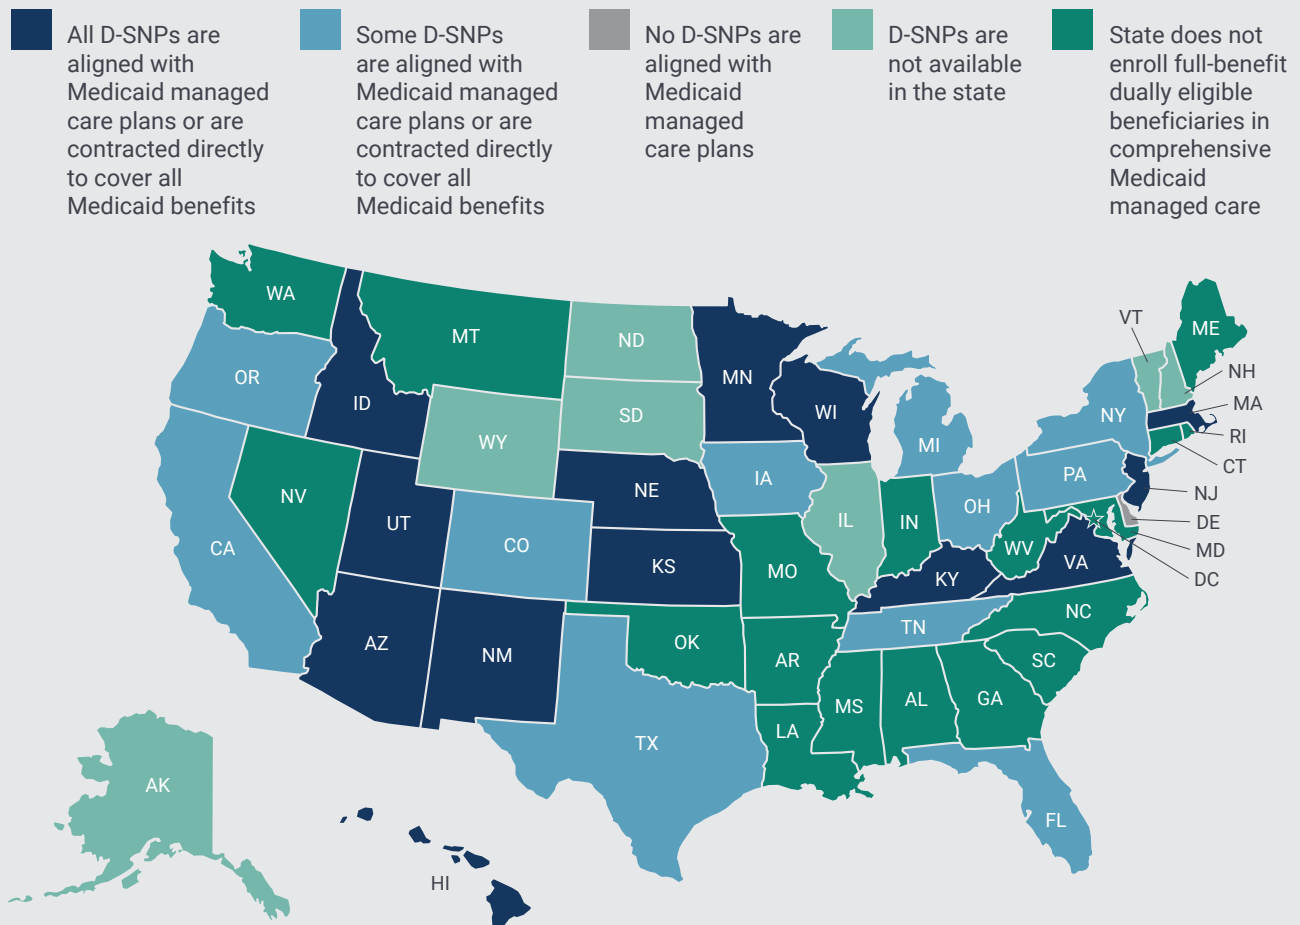 All D-SNPs are
aligned with
Medicaid managed
care plans or are
contracted directly
to cover all
Medicaid benefits
Some D-SNPs
are aligned with
Medicaid managed
care plans or are
contracted directly
to cover all
Medicaid benefits
No D-SNPs are
aligned with
Medicaid
managed
care plans
D-SNPs are
not available
in the state
State does not
enroll full-benefit
dually eligible
beneficiaries in
comprehensive
Medicaid
managed care
WA
MT
ND
MN
VT
ME
OR
ID
SD
WI
NH
WY
MI
NY
MA
RI
CT
NV
UT
NE
IA
PA
NJ
CA
CO
IL
IN
OH
DE
MD
DC
KS
MO
WV
VA
KY
AZ
NM
OK
AR
TN
NC
SC
MS
AL
GA
LA
TX
FL
AK
HI